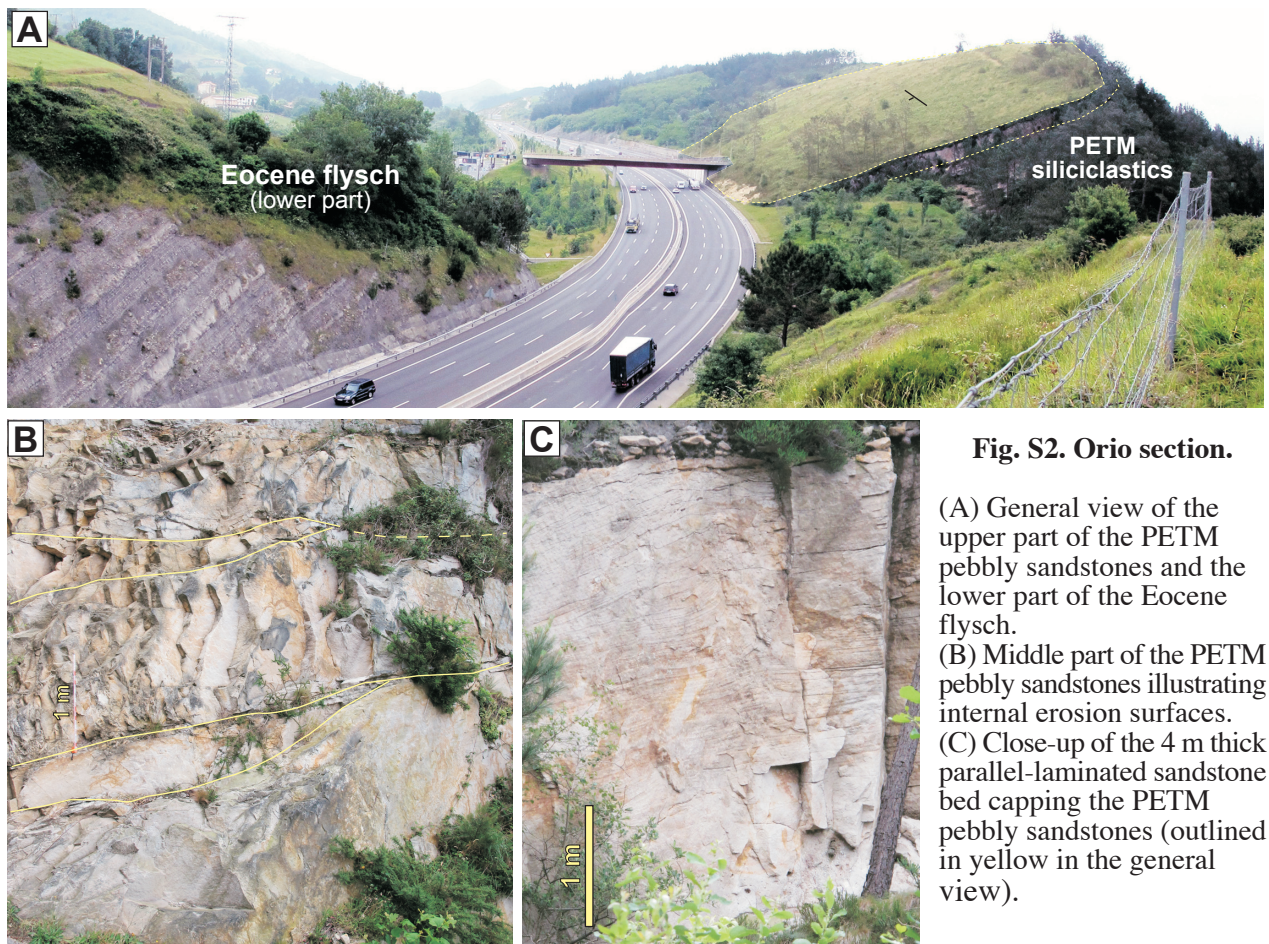 A
Eocene flysch
(lower part)
PETM
siliciclastics
B
1 m
C
1 m
Fig. S2. Orio section.
(A) General view of the
upper part of the PETM
pebbly sandstones and the
lower part of the Eocene
flysch.
(B) Middle part of the PETM
pebbly sandstones illustrating
internal erosion surfaces.
(C) Close-up of the 4 m thick
parallel-laminated sandstone
bed capping the PETM
pebbly sandstones (outlined
in yellow in the general
view).